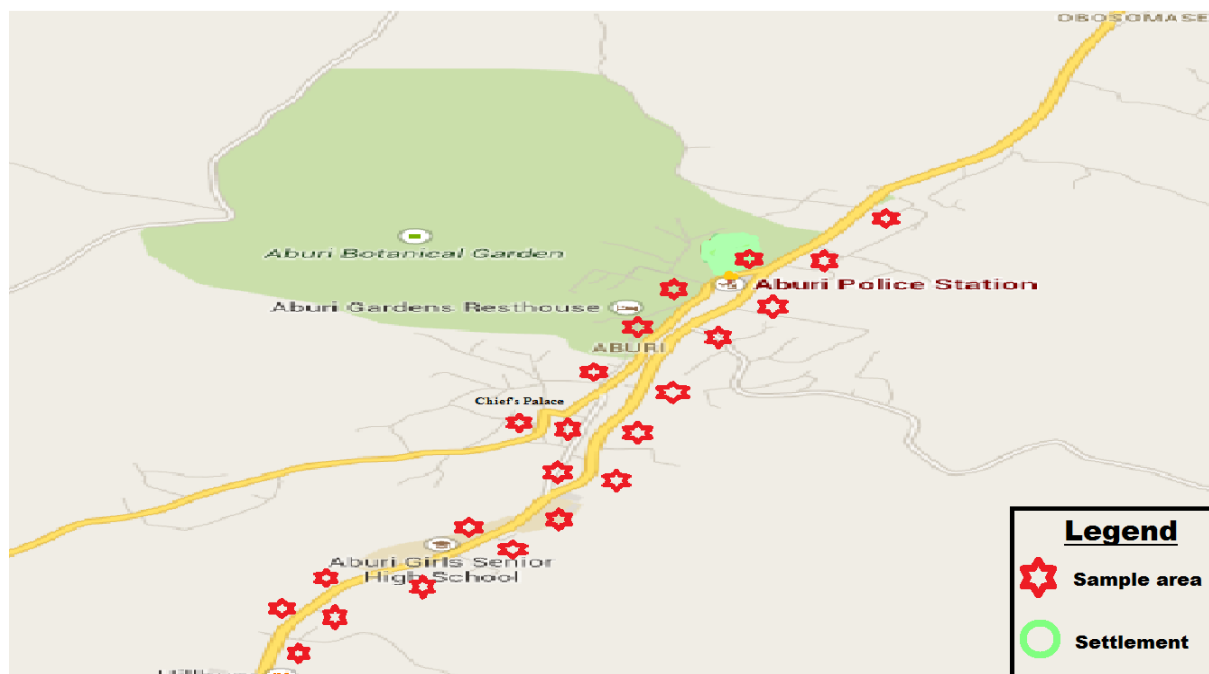 OBOSOMASE
Aburi Botanical Garden
Aburi Police Station
Aburi Gardens Resthouse
ABURI
Chief's Palace
Aburi Girls Senior
High School
Legend
Sample area
Settlement